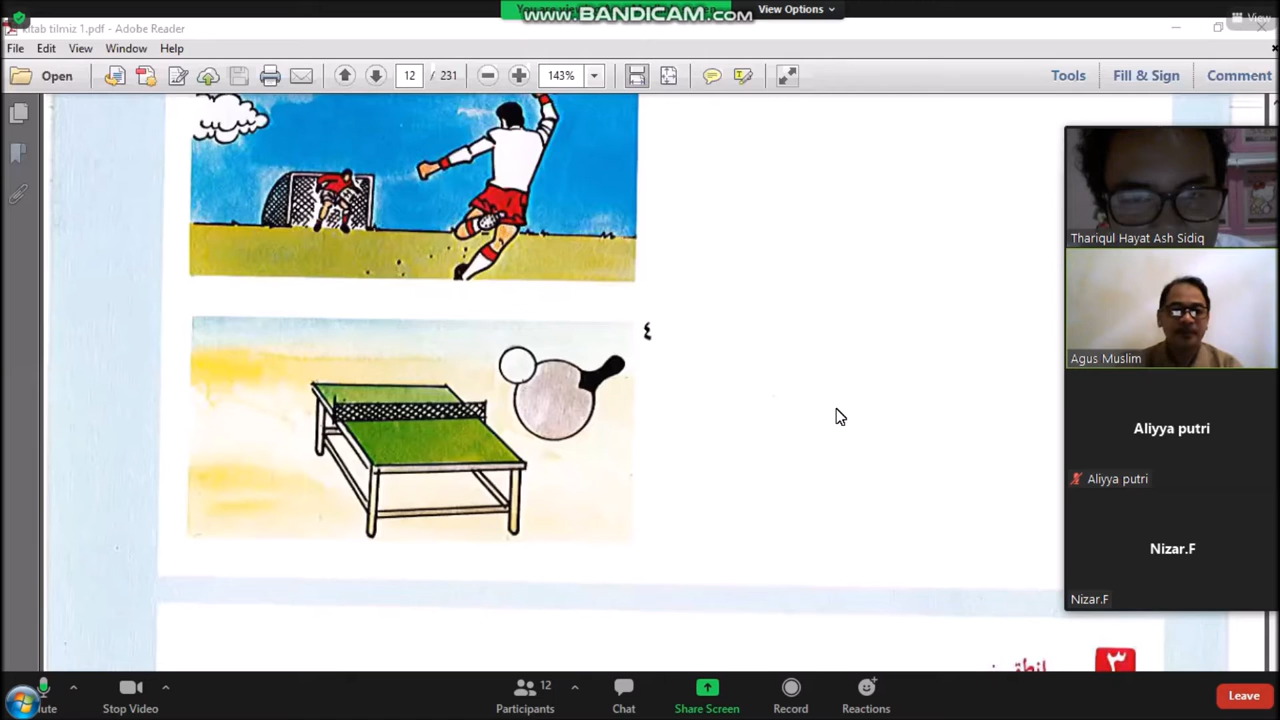 www.BANDICAM.com
View Options
View
kitab tilmiz 1.pdf - Adobe Reader
File Edit View Window Help
Open 12 / 231 143% Tools Fill & Sign Comment
Thariqul Hayat Ash Sidiq
٤
Agus Muslim
Aliyya putri
Aliyya putri
Nizar.F
Nizar.F
٣
12
Participants Chat Share Screen Record Reactions
Stop Video
Leave